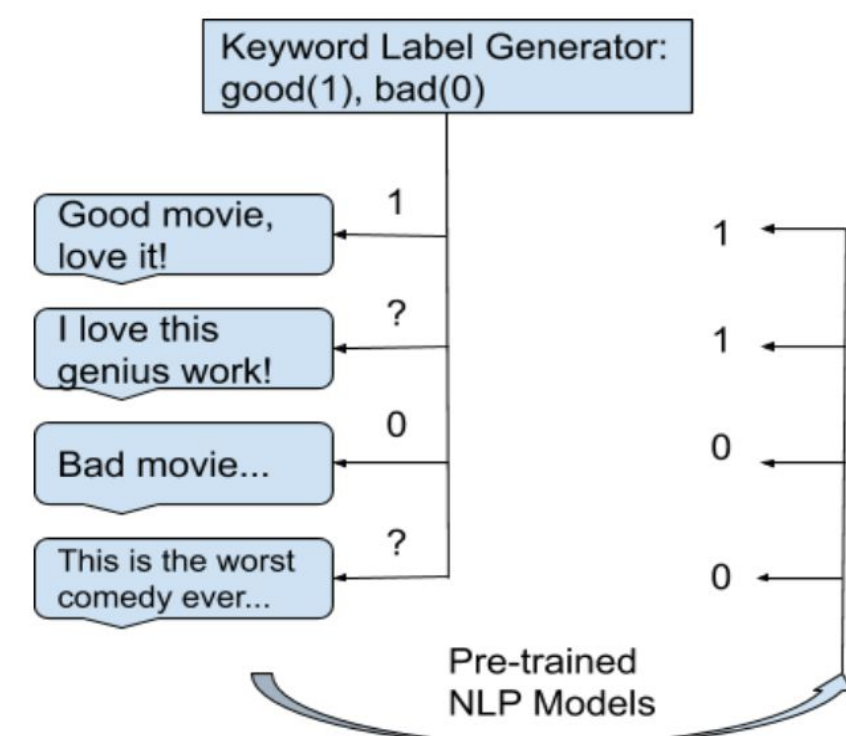 Keyword Label Generator:
good(1), bad(0)
Good movie,
love it!
1
1
I love this
genius work!
?
1
Bad movie...
0
0
This is the worst
comedy ever...
?
0
Pre-trained
NLP Models